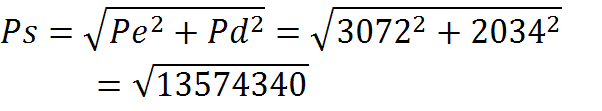 Ps = √(Pe² + Pd²) = √(3072² + 2034²)
= √13574340